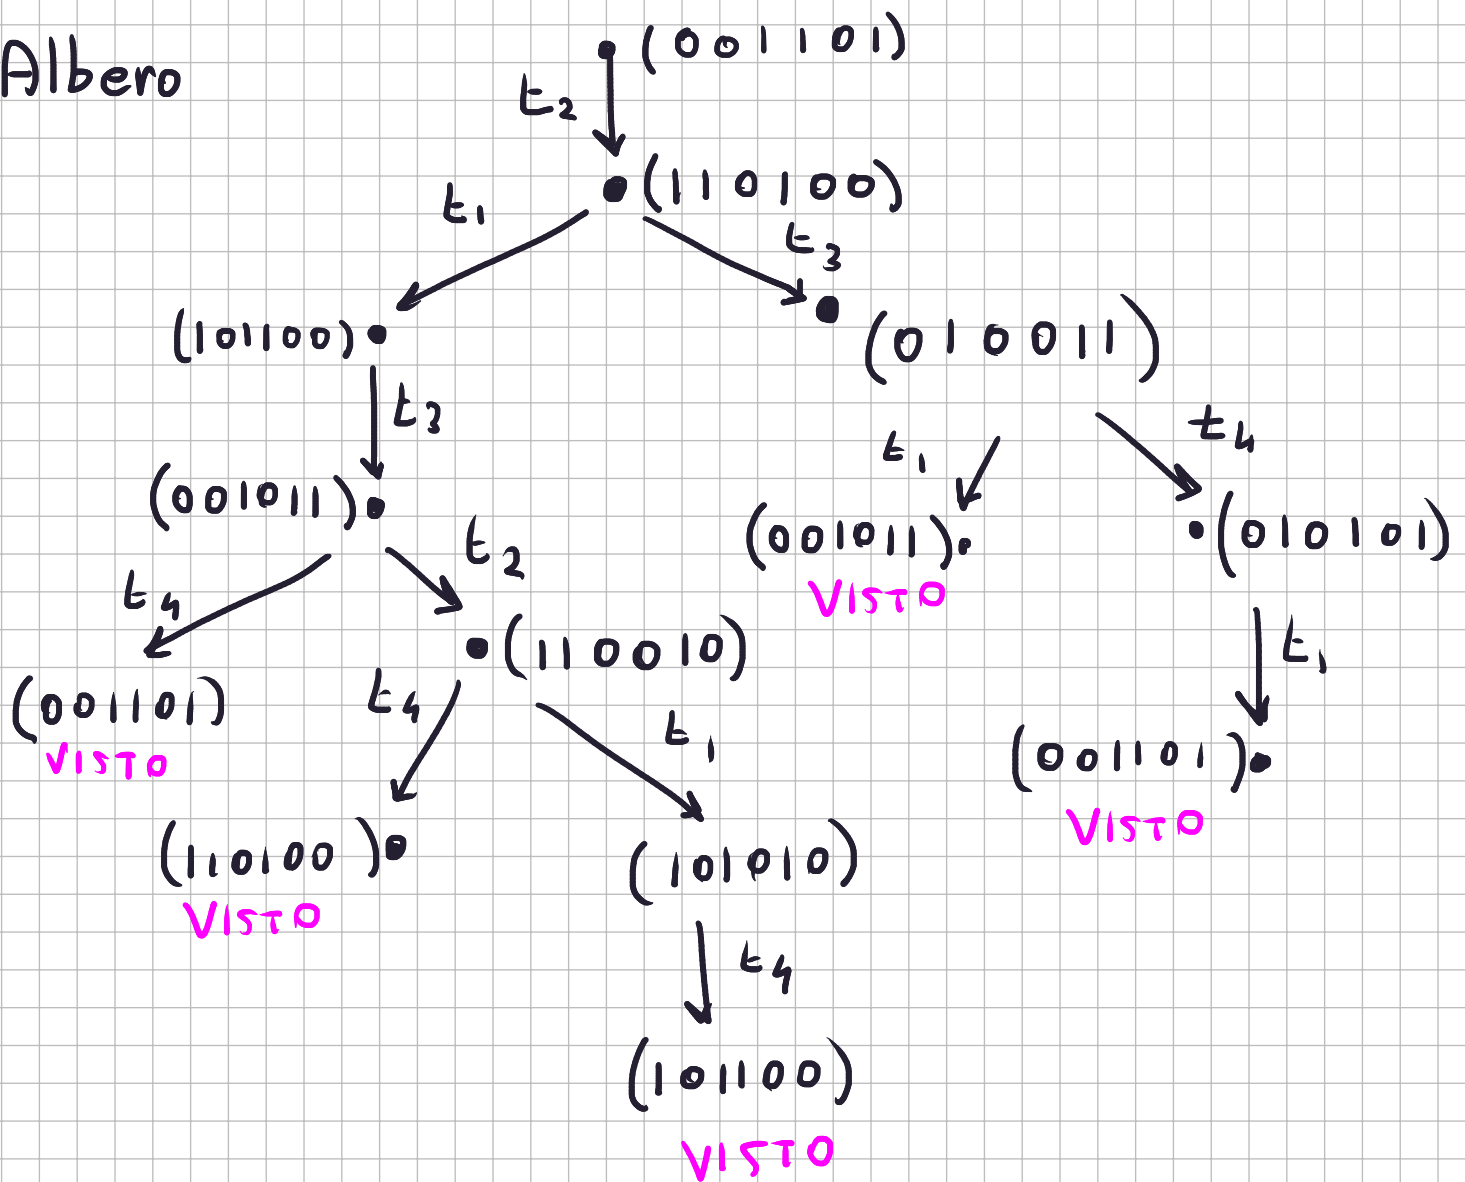 Albero
(001101)
t2
(110100)
t1
t3
(101100)
(010011)
t3
t1
t4
(001011)
(001011)
(010101)
VISTO
t4
t2
(110010)
t1
(001101)
VISTO
t4
t1
(001101)
VISTO
(110100)
VISTO
(101010)
t4
(101100)
VISTO